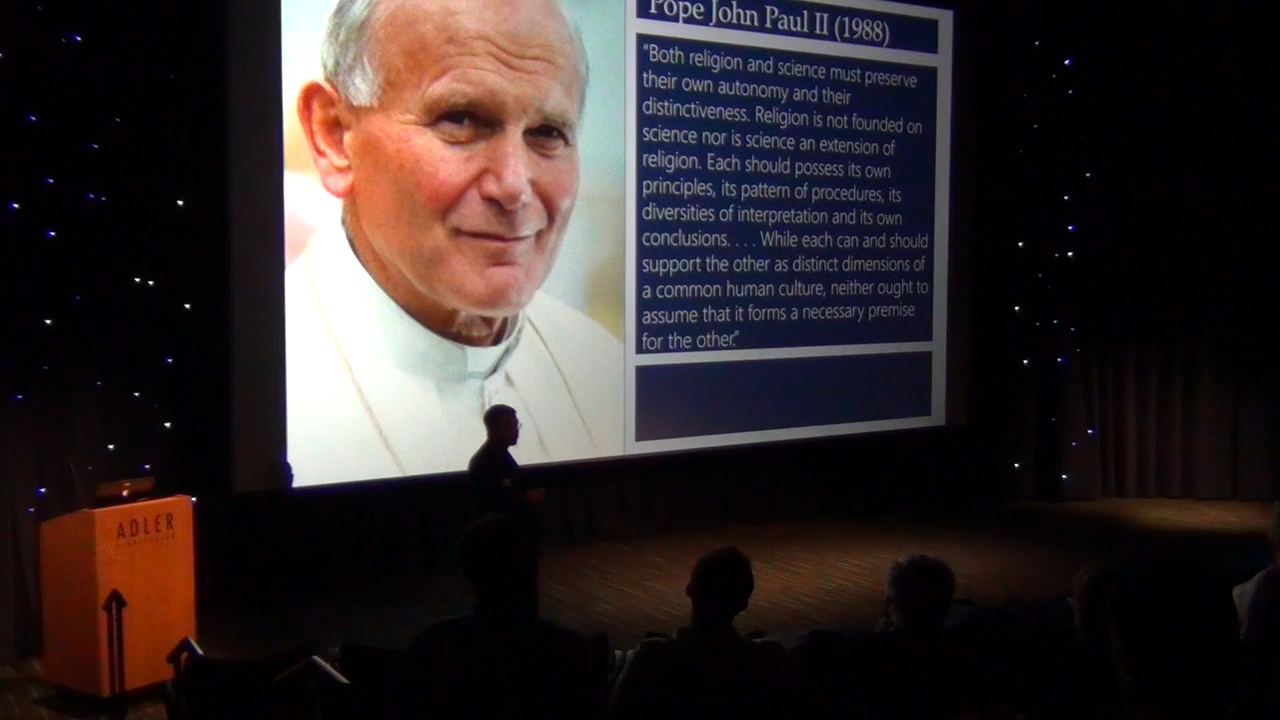 Pope John Paul II (1988)
“Both religion and science must preserve
their own autonomy and their
distinctiveness. Religion is not founded on
science nor is science an extension of
religion. Each should possess its own
principles, its pattern of procedures, its
diversities of interpretation and its own
conclusions. . . . While each can and should
support the other as distinct dimensions of
a common human culture, neither ought to
assume that it forms a necessary premise
for the other.”
ADLER